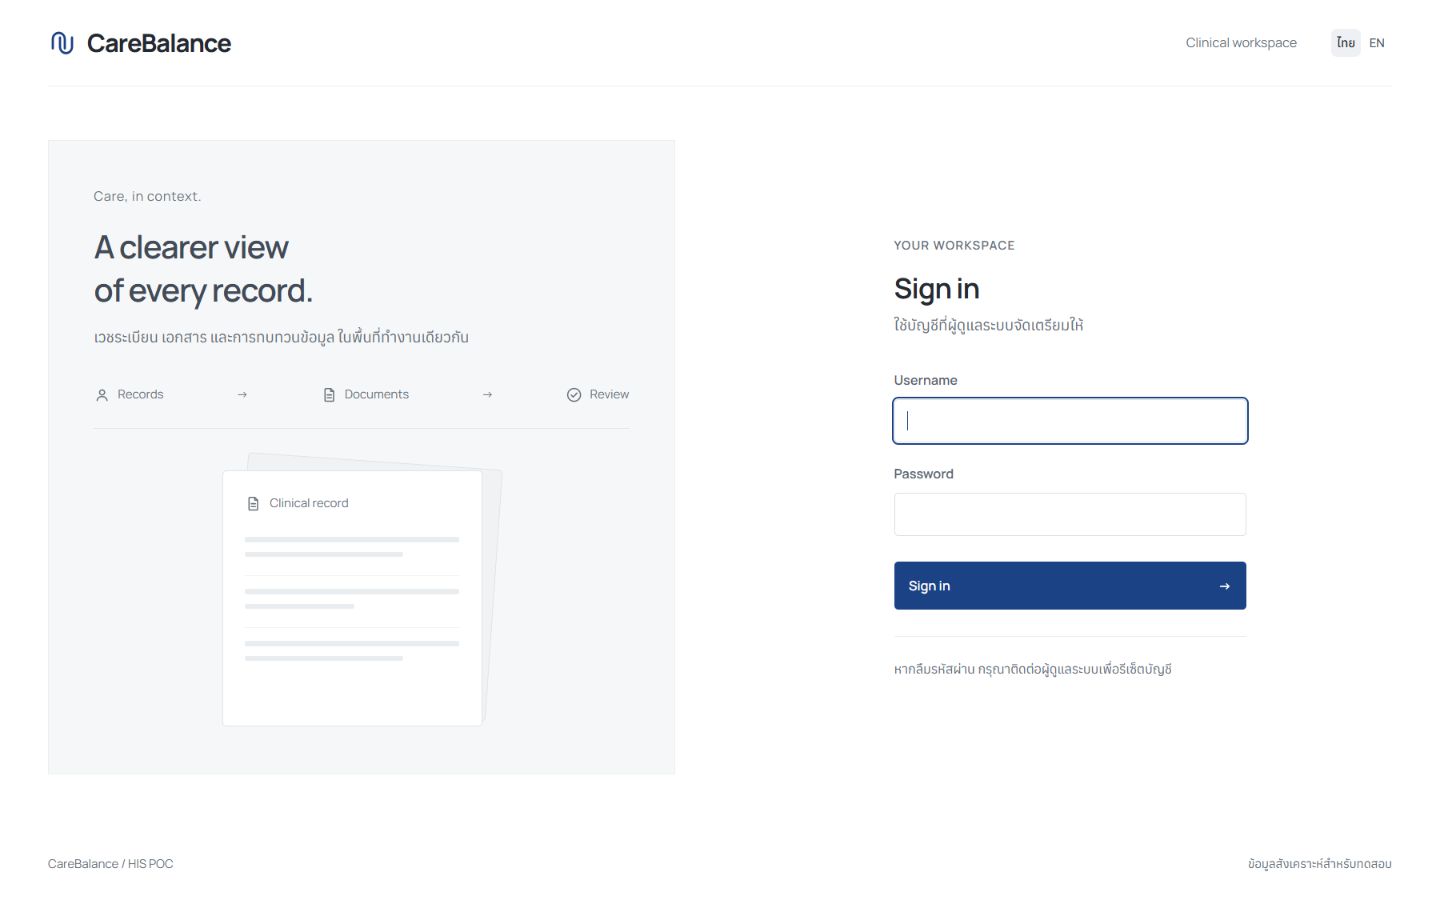 CareBalance
Clinical workspace
ไทย EN
Care, in context.
A clearer view
of every record.
เวชระเบียน เอกสาร และการทบทวนข้อมูล ในพื้นที่ทำงานเดียวกัน
Records → Documents → Review
Clinical record
YOUR WORKSPACE
Sign in
ใช้บัญชีที่ผู้ดูแลระบบจัดเตรียมให้
Username
Password
Sign in →
หากลืมรหัสผ่าน กรุณาติดต่อผู้ดูแลระบบเพื่อรีเซ็ตบัญชี
CareBalance / HIS POC
ข้อมูลสังเคราะห์สำหรับทดสอบ